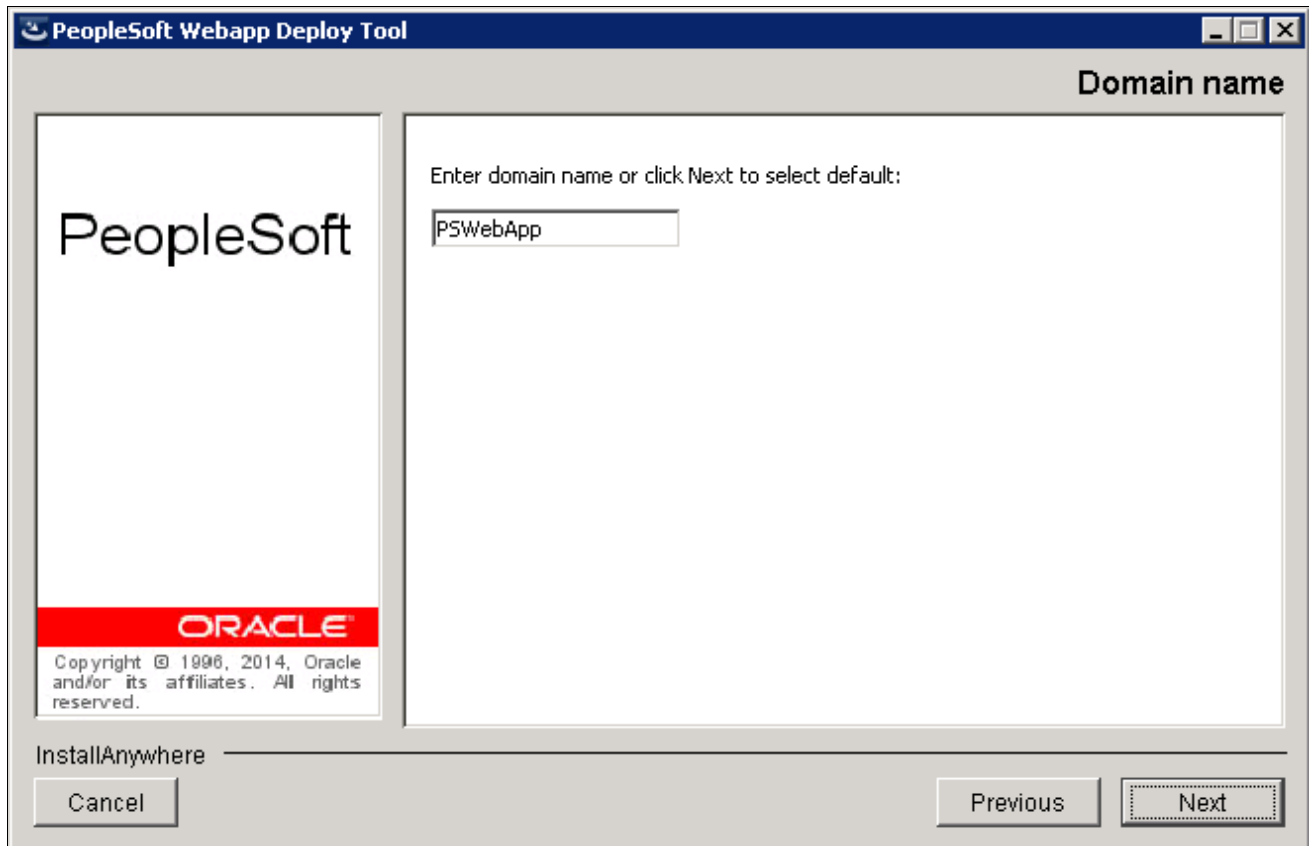 PeopleSoft Webapp Deploy Tool
Domain name
PeopleSoft
Enter domain name or click Next to select default:
PSWebApp
ORACLE
Copyright © 1996, 2014, Oracle
and/or its affiliates. All rights
reserved.
InstallAnywhere
Cancel
Previous
Next